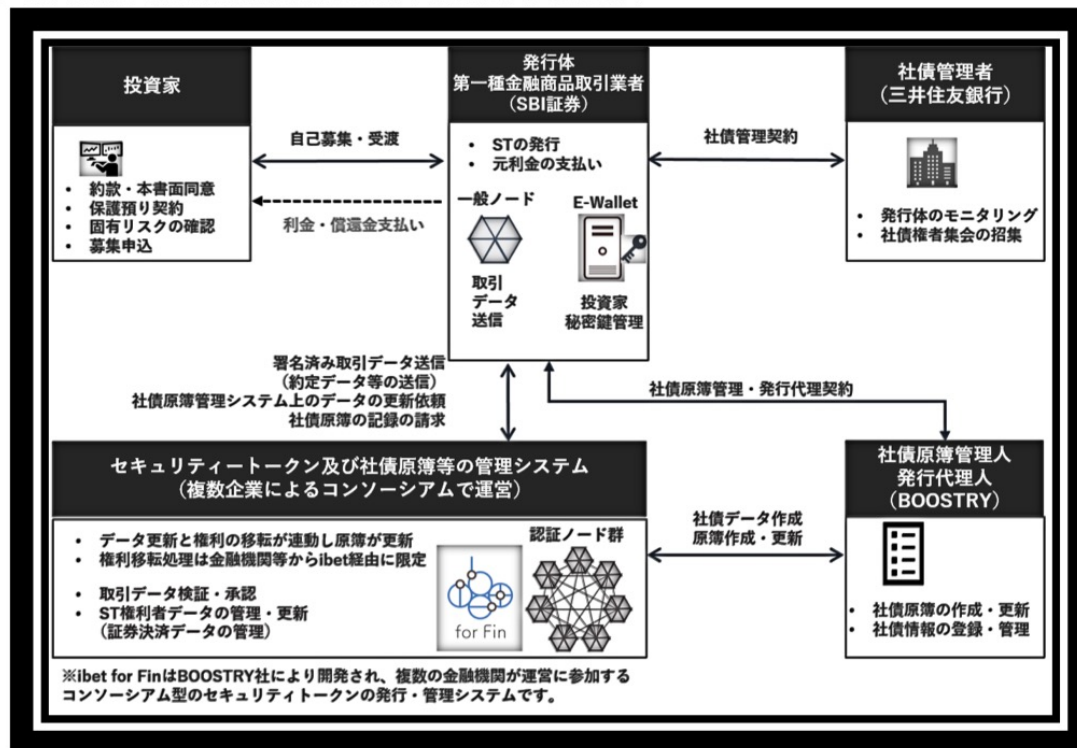 投資家
約款・本書面同意
保護預り契約
固有リスクの確認
募集申込
自己募集・受渡
利金・償還金支払い
発行体
第一種金融商品取引業者
（SBI証券）
STの発行
元利金の支払い
一般ノード
取引
データ
送信
E-Wallet
投資家
秘密鍵管理
社債管理契約
社債管理者
（三井住友銀行）
発行体のモニタリング
社債権者集会の招集
署名済み取引データ送信
（約定データ等の送信）
社債原簿管理システム上のデータの更新依頼
社債原簿の記録の請求
社債原簿管理・発行代理契約
セキュリティートークン及び社債原簿等の管理システム
（複数企業によるコンソーシアムで運営）
データ更新と権利の移転が連動し原簿が更新
権利移転処理は金融機関等からibet経由に限定
取引データ検証・承認
ST権利者データの管理・更新
（証券決済データの管理）
for Fin
認証ノード群
社債データ作成
原簿作成・更新
社債原簿管理人
発行代理人
（BOOSTRY）
社債原簿の作成・更新
社債情報の登録・管理
※ibet for FinはBOOSTRY社により開発され、複数の金融機関が運営に参加する
コンソーシアム型のセキュリティトークンの発行・管理システムです。